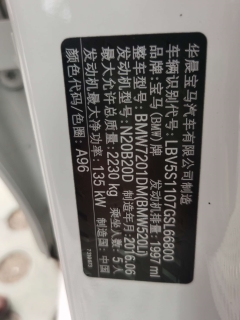 华晨宝马汽车有限公司制造
车辆识别代号: LBV5S1107GSL66900
品牌: 宝马 (BMW)牌 发动机排量: 1997 ml
整车型号: BMW7201DM(BMW520Li)
发动机型号: N20B20D 制造年月: 2016.06
最大允许总质量: 2230 kg 乘坐人数: 5人
发动机最大净功率: 135 kW 制造国: 中国
颜色代码/色圈: A96